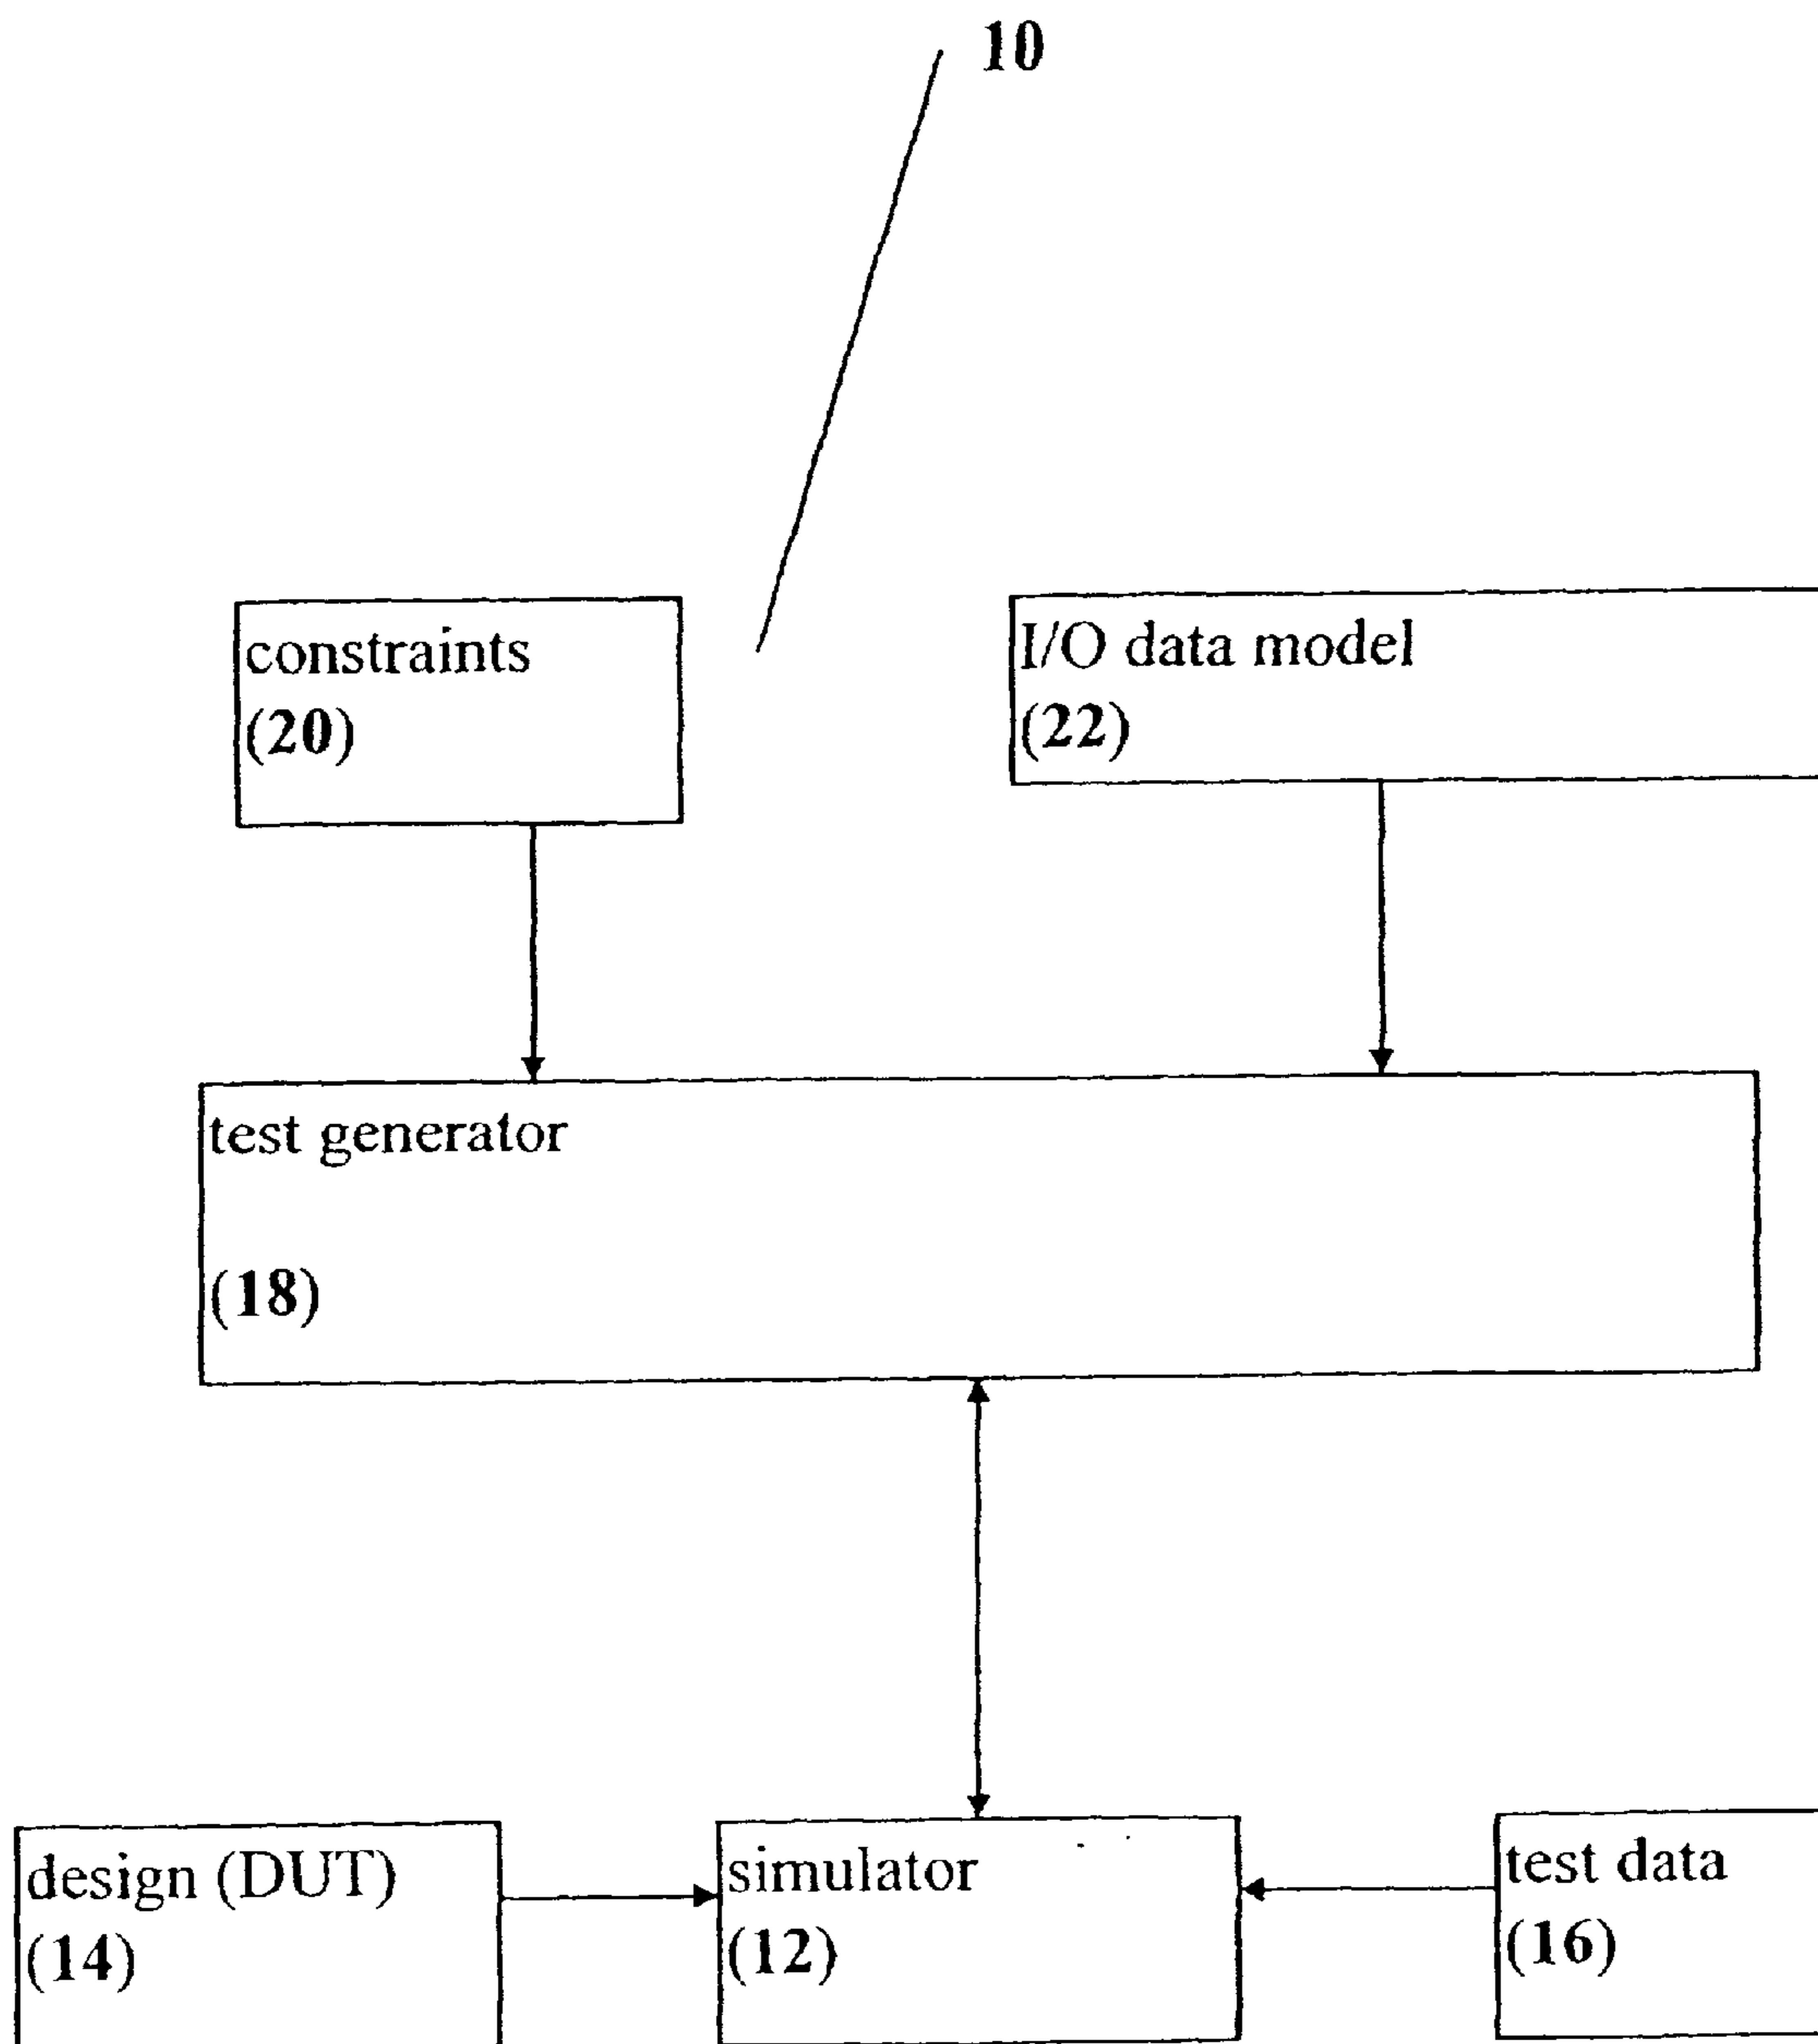 10
constraints
(20)
I/O data model
(22)
test generator
(18)
design (DUT)
(14)
simulator
(12)
test data
(16)